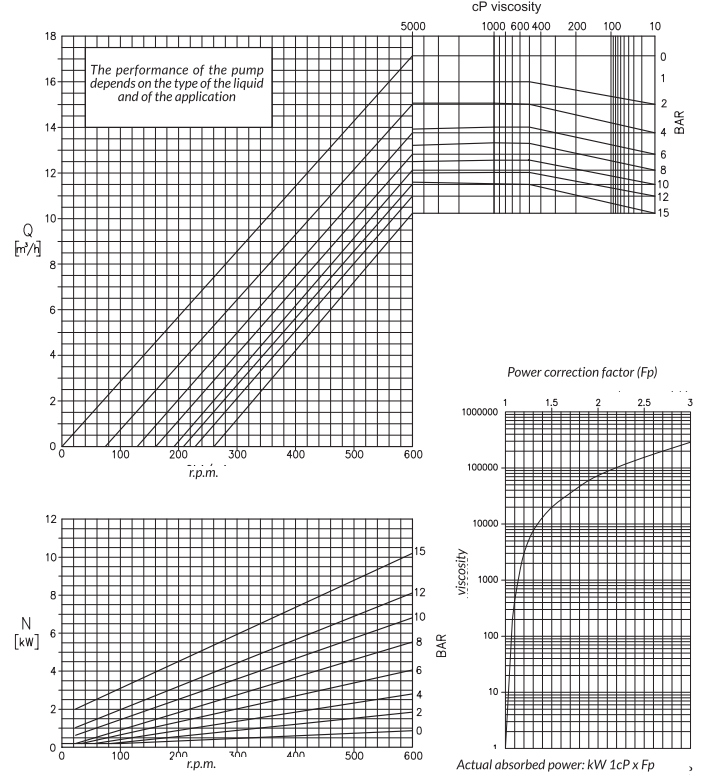 cP viscosity
5000 1000 600 400 200 100 10
18
16
14
12
10
8
6
4
2
0
The performance of the pump
depends on the type of the liquid
and of the application
Q
[m³/h]
0
1
2
4
6
8
10
12
15
BAR
0 100 200 300 400 500 600
r.p.m.
Power correction factor (Fp)
1 1.5 2 2.5 3
1000000
100000
10000
1000
100
10
1
viscosity
Actual absorbed power: kW 1cP x Fp
12
10
8
6
4
2
0
N
[kW]
15
12
10
8
6
4
2
0
BAR
0 100 200 300 400 500 600
r.p.m.